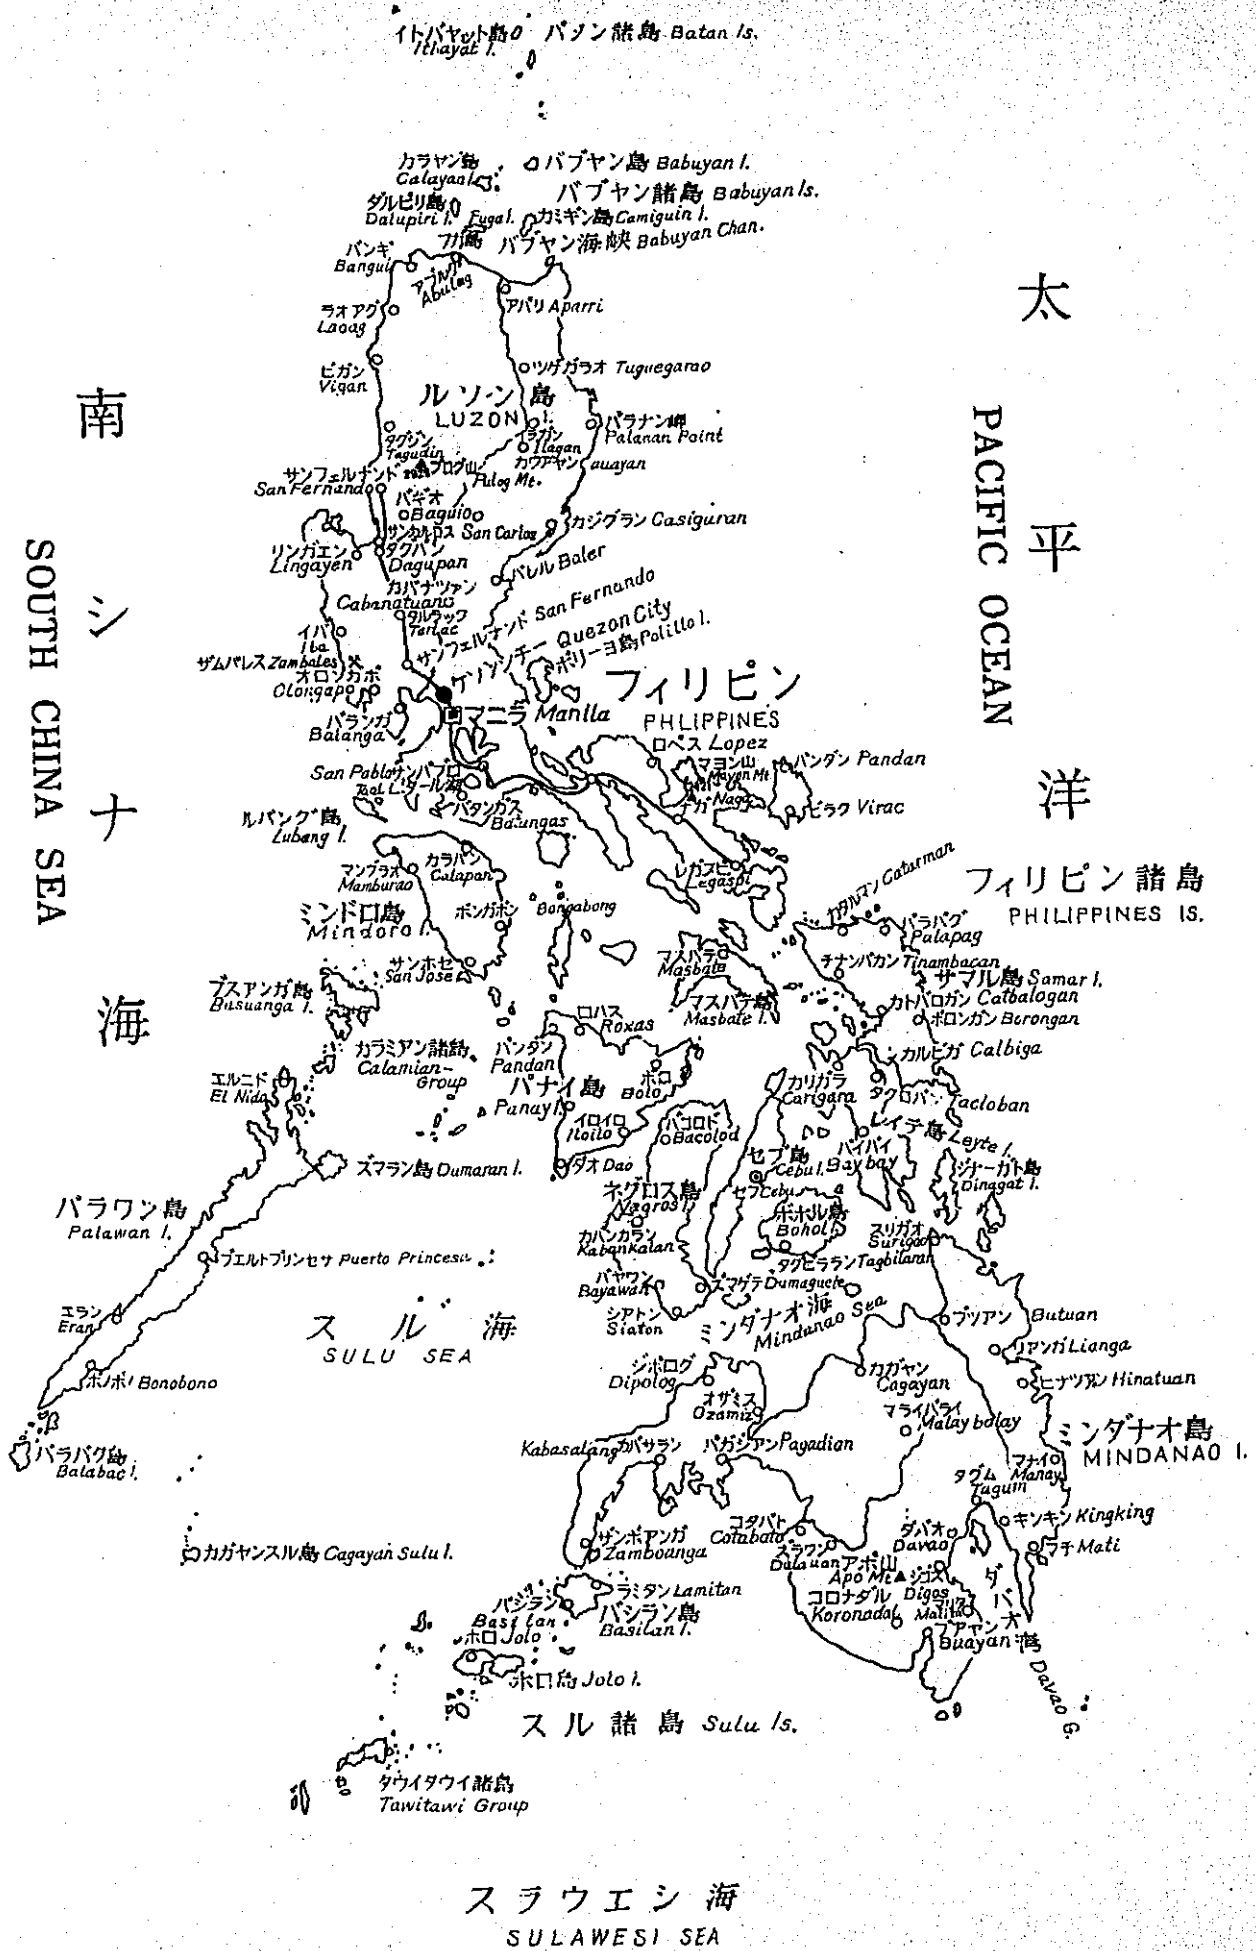 イトバヤット島 バタン諸島 Batan Is.
Itbayat I.
カラヤン島
Calayan I.
バブヤン島 Babuyan I.
バブヤン諸島 Babuyan Is.
ダルピリ島
Dalupiri I.
Fuga I.
フガ島
カミギン島 Camiguin I.
バブヤン海峡 Babuyan Chan.
バンギ
Bangui
アブルグ
Abulug
アパリ Aparri
ラオアグ
Laoag
ビガン
Vigan
ツゲガラオ Tuguegarao
ルソン島
LUZON I.
パラナン岬
Palanan Point
イラガン
Ilagan
カウアヤン Cauayan
タグジン
Tagudin
プログ山
Pulog Mt.
サンフェルナンド
San Fernando
バギオ
Baguio
サンカルロス San Carlos
カジグラン Casiguran
リンガエン
Lingayen
タグパン
Dagupan
バレル Baler
カバナツァン
Cabanatuano
タルラック
Tarlac
サンフェルナンド San Fernando
ケソンシチー Quezon City
ポリーヨ島 Polillo I.
イバ
Iba
ザムバレス Zambales
オロンガポ
Olongapo
フィリピン
PHLIPPINES
マニラ Manila
バランガ
Balanga
ロペス Lopez
マヨン山
Mayon Mt
パンダン Pandan
San Pablo サンパブロ
Taal L. タール湖
ナガ Naga
ビラク Virac
バタンガス
Batungas
ルバング島
Lubang I.
マンブラオ
Mamburao
カラパン
Calapan
レガスピ
Legaspi
カタルマン Catarman
フィリピン諸島
PHILIPPINES IS.
ミンドロ島
Mindoro I.
ボンガボン Bongabong
パラパグ
Palapag
サンホセ
San Jose
マスバテ
Masbate
チナンバカン Tinambacan
サマル島 Samar I.
ブスアンガ島
Busuanga I.
マスバテ島
Masbate I.
カトバロガン Catbalogan
ボロンガン Borongan
ロハス
Roxas
カラミアン諸島
Calamian-
Group
パンダン
Pandan
カルビガ Calbiga
エルニド
El Nido
パナイ島
Panay I.
ボロ
Bolo
カリガラ
Carigara
タクロバン Tacloban
イロイロ
Iloilo
バコロド
Bacolod
レイテ島 Leyte I.
バイバイ
Baybay
ズマラン島 Dumaran I.
ダオ Dao
セブ島
Cebu I.
セブ Cebu
ジナーガト島
Dinagat I.
パラワン島
Palawan I.
ネグロス島
Nagros I.
ボホル島
Bohol I.
スリガオ
Surigao
プエルトプリンセサ Puerto Princesa
カバンカラン
Kabankalan
タグビララン Tagbilaran
バヤワン
Bayawan
ズマゲテ Dumaguete
エラン
Eran
シアトン
Siaton
ミンダナオ海
Mindanao Sea
スル海
SULU SEA
ブツアン Butuan
リアンガ Lianga
ボノボノ Bonobono
ジポログ
Dipolog
カガヤン
Cagayan
ヒナツアン Hinatuan
オザミス
Ozamiz
マライバライ
Malaybalay
バラバク島
Balabac I.
Kabasalang カバサラン
パガジアン Pagadian
ミンダナオ島
MINDANAO I.
マナイ
Manay
タグム
Tagum
キンキン Kingking
カガヤンスル島 Cagayan Sulu I.
ザンボアンガ
Zamboanga
コタバト
Cotabato
ダバオ
Davao
マチ Mati
ズラウワン
Dulauan
アポ山
Apo Mt
ジゴス
Digos
ラミタン Lamitan
コロナダル
Koronadal
マリタ
Malita
バシラン
Basilan
バシラン島
Basilan I.
ブアヤン
Buayan
ダバオ湾
Davao G.
ホロ Jolo
ホロ島 Jolo I.
スル諸島 Sulu Is.
タウイタウイ諸島
Tawitawi Group
スラウエシ海
SULAWESI SEA
南シナ海
SOUTH CHINA SEA
太平洋
PACIFIC OCEAN